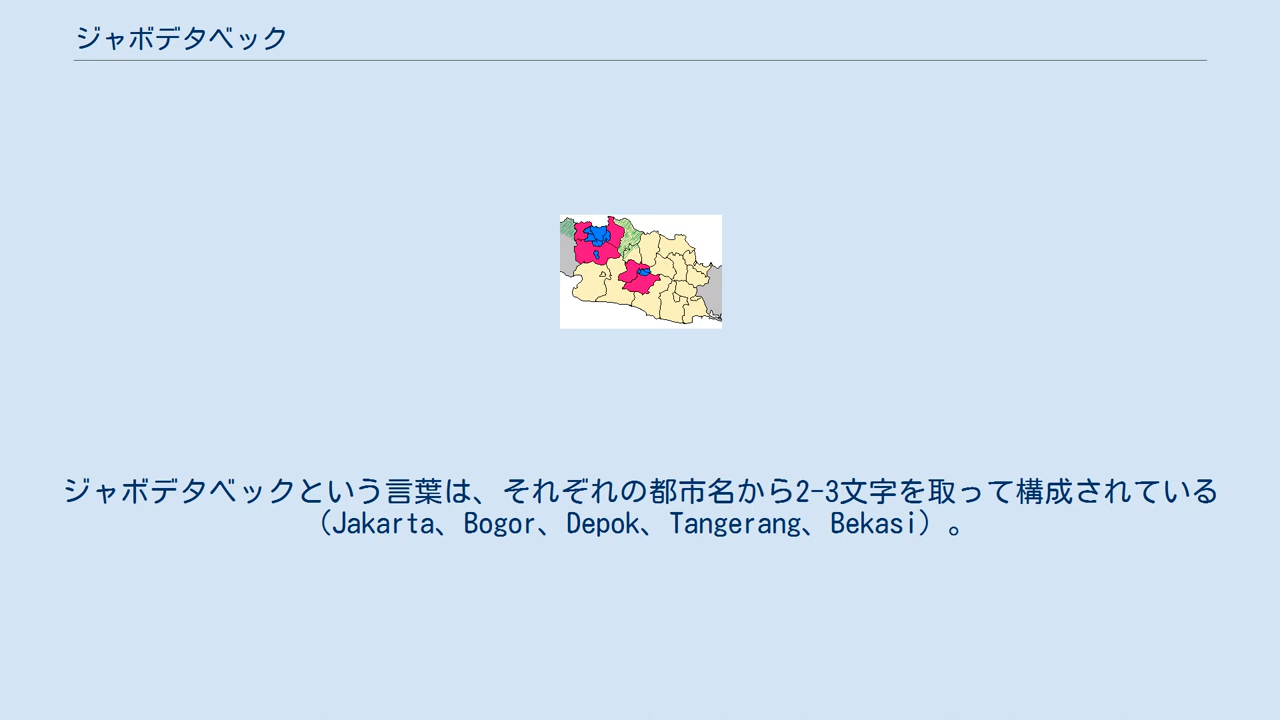 ジャボデタベック
ジャボデタベックという言葉は、それぞれの都市名から2-3文字を取って構成されている
（Jakarta、Bogor、Depok、Tangerang、Bekasi）。